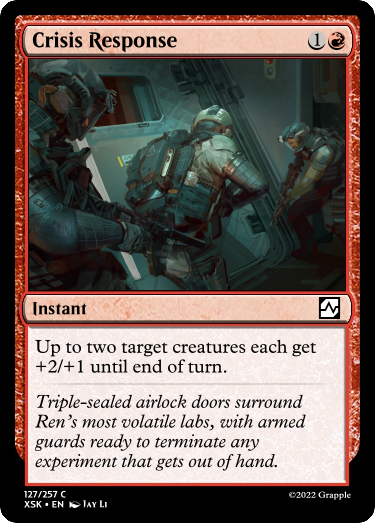 Crisis Response 1
Instant
Up to two target creatures each get
+2/+1 until end of turn.
Triple-sealed airlock doors surround
Ren's most volatile labs, with armed
guards ready to terminate any
experiment that gets out of hand.
127/257 C
XSK • EN Jay Li
©2022 Grapple